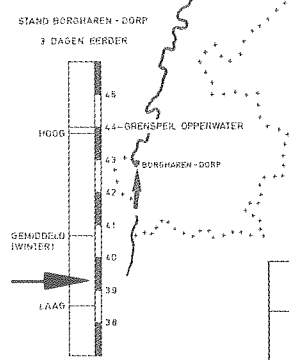 STAND BORGHAREN-DORP
3 DAGEN EERDER
45
44 GRENSPEIL OPPERWATER
HOOG
43
BORGHAREN-DORP
42
41
GEMIDDELD
(WINTER)
40
39
LAAG
38